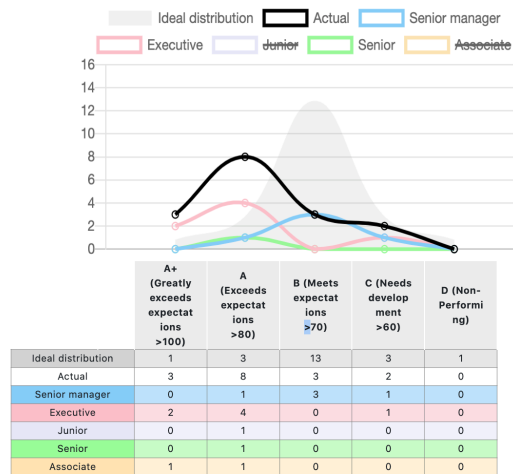 Ideal distribution Actual Senior manager
Executive Junior Senior Associate
16
14
12
10
8
6
4
2
0
A+ (Greatly exceeds expectat ions >100)
A (Exceeds expectat ions >80)
B (Meets expectat ions >70)
C (Needs develop ment >60)
D (Non- Performi ng)
Ideal distribution 1 3 13 3 1
Actual 3 8 3 2 0
Senior manager 0 1 3 1 0
Executive 2 4 0 1 0
Junior 0 1 0 0 0
Senior 0 1 0 0 0
Associate 1 1 0 0 0